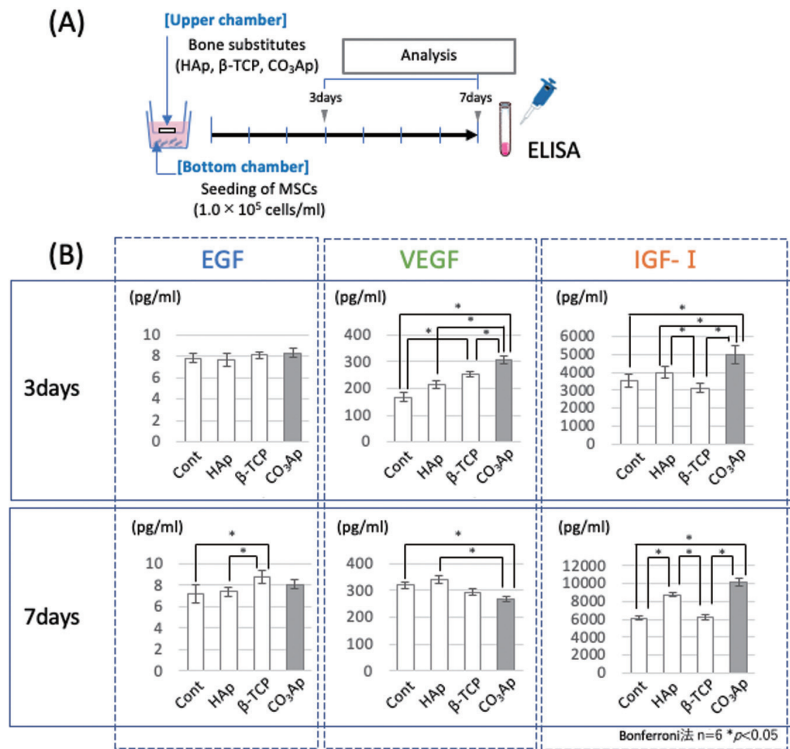 (A)
[Upper chamber]
Bone substitutes
(HAp, β-TCP, CO₃Ap)
Analysis
3days
7days
ELISA
[Bottom chamber]
Seeding of MSCs
(1.0 × 10⁵ cells/ml)
(B)
EGF
VEGF
IGF- I
3days
(pg/ml)
10
8
6
4
2
0
Cont
HAp
β-TCP
CO₃Ap
(pg/ml)
* 
*
*
*
400
300
200
100
0
Cont
HAp
β-TCP
CO₃Ap
(pg/ml)
*
*
*
*
6000
5000
4000
3000
2000
1000
0
Cont
HAp
β-TCP
CO₃Ap
7days
(pg/ml)
*
*
10
8
6
4
2
0
Cont
HAp
β-TCP
CO₃Ap
(pg/ml)
*
*
400
300
200
100
0
Cont
HAp
β-TCP
CO₃Ap
(pg/ml)
*
*
*
*
12000
10000
8000
6000
4000
2000
0
Cont
HAp
β-TCP
CO₃Ap
Bonferroni法 n=6 *p<0.05